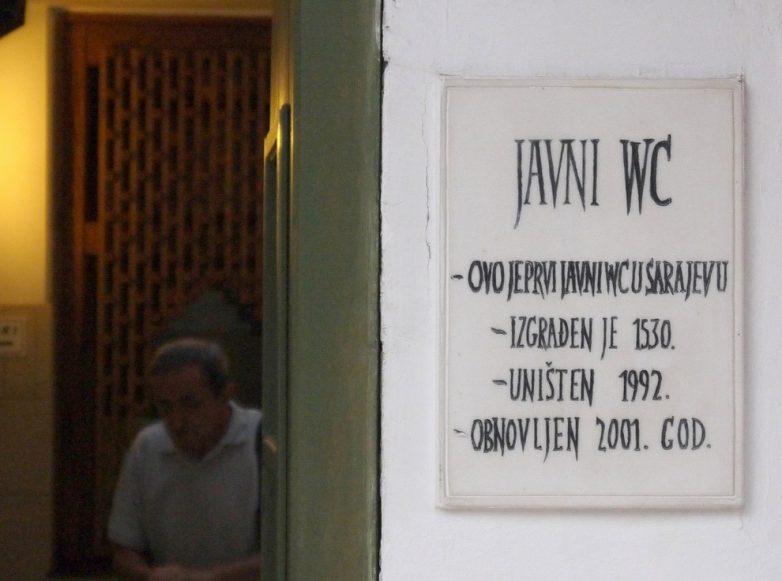 JAVNI WC
- OVO JE PRVI JAVNI WC U SARAJEVU
- IZGRAĐEN JE 1530.
- UNIŠTEN 1992.
- OBNOVLJEN 2001. GOD.